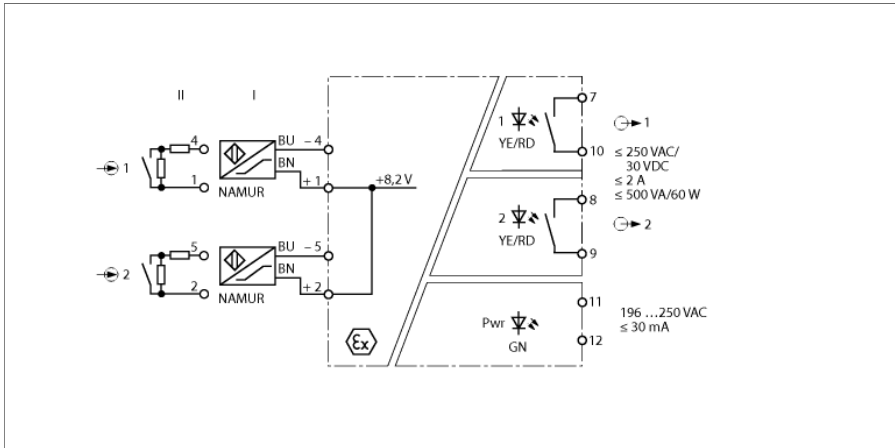 II I
4 BU – 4
1 BN
1 + 1
NAMUR
+8,2 V
5 BU – 5
2 BN
2 + 2
NAMUR
Ex
1
YE/RD
7
10
1
≤ 250 VAC/
30 VDC
≤ 2 A
≤ 500 VA/60 W
2
YE/RD
8
9
2
Pwr
GN
11
12
196 ...250 VAC
≤ 30 mA